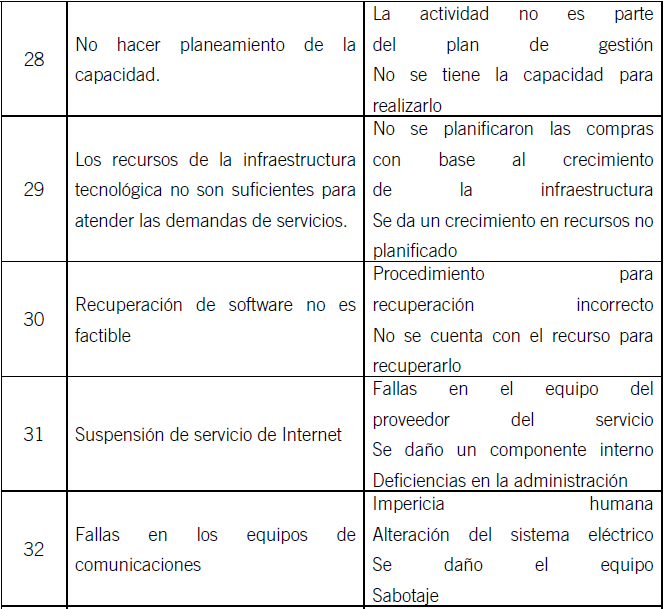 28
No hacer planeamiento de la
capacidad.
La actividad no es parte
del plan de gestión
No se tiene la capacidad para
realizarlo
29
Los recursos de la infraestructura
tecnológica no son suficientes para
atender las demandas de servicios.
No se planificaron las compras
con base al crecimiento
de la infraestructura
Se da un crecimiento en recursos no
planificado
30
Recuperación de software no es
factible
Procedimiento para
recuperación incorrecto
No se cuenta con el recurso para
recuperarlo
31
Suspensión de servicio de Internet
Fallas en el equipo del
proveedor del servicio
Se daño un componente interno
Deficiencias en la administración
32
Fallas en los equipos de
comunicaciones
Impericia humana
Alteración del sistema eléctrico
Se daño el equipo
Sabotaje